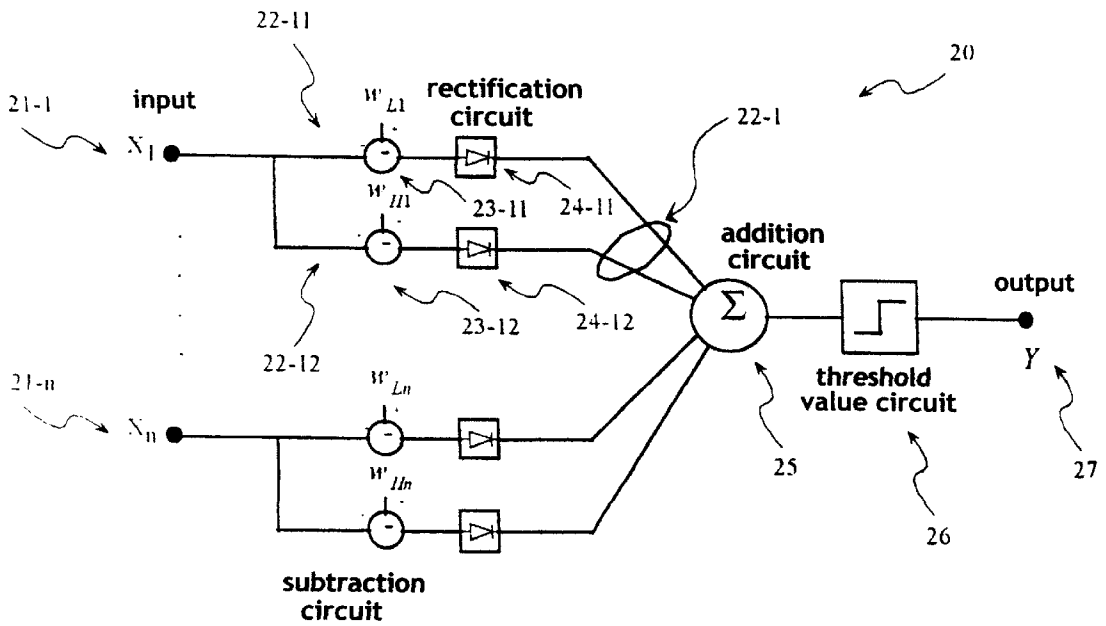 22-11
20
21-1
input
W L1
rectification
circuit
22-1
X1
23-11
24-11
W H1
addition
circuit
Σ
output
23-12
24-12
22-12
Y
21-n
W Ln
threshold
value circuit
Xn
25
27
W Hn
26
subtraction
circuit